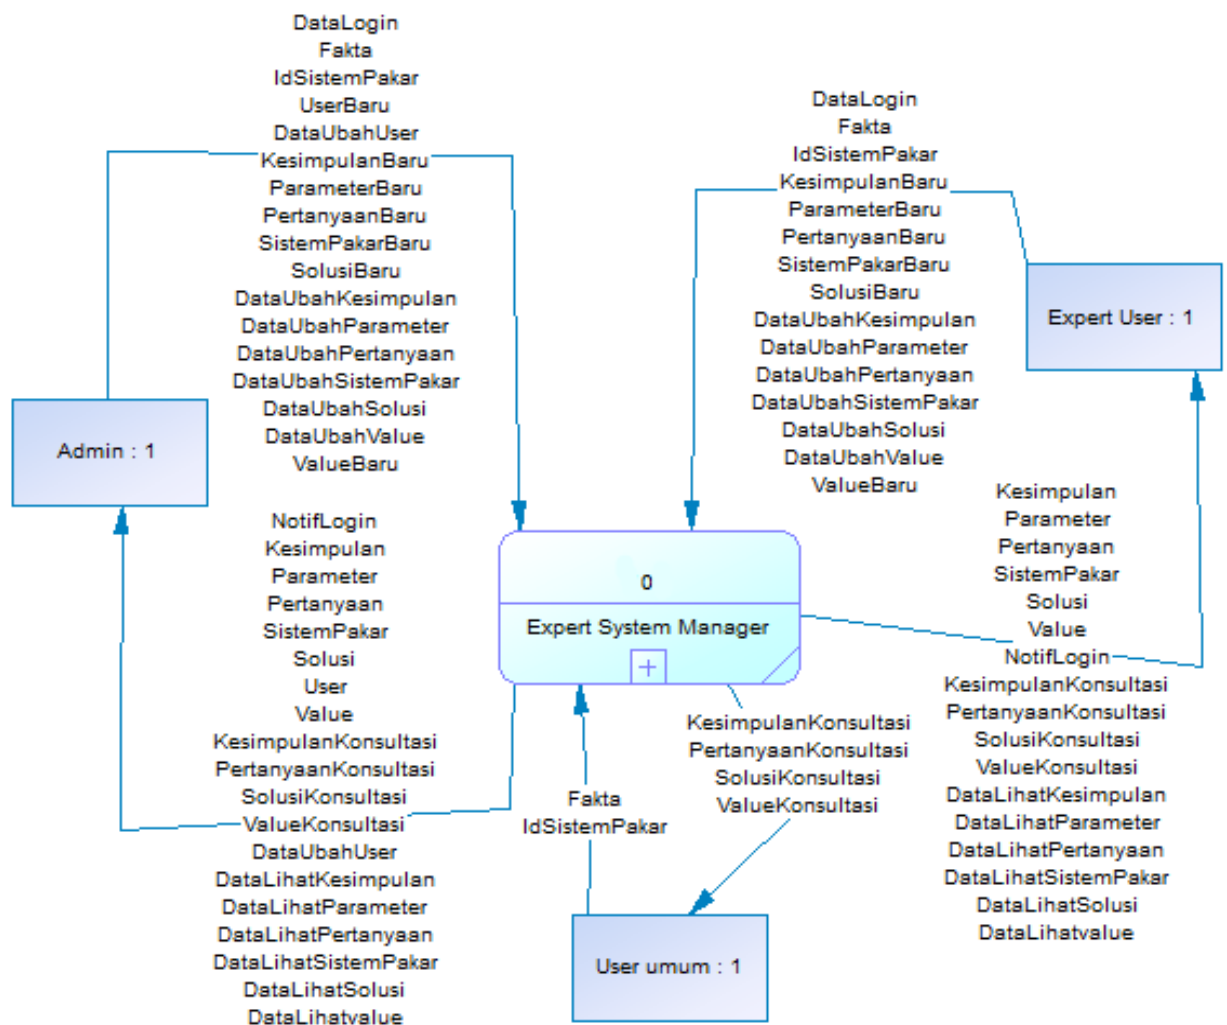 DataLogin
Fakta
IdSistemPakar
UserBaru
DataUbahUser
KesimpulanBaru
ParameterBaru
PertanyaanBaru
SistemPakarBaru
SolusiBaru
DataUbahKesimpulan
DataUbahParameter
DataUbahPertanyaan
DataUbahSistemPakar
DataUbahSolusi
DataUbahValue
ValueBaru
DataLogin
Fakta
IdSistemPakar
KesimpulanBaru
ParameterBaru
PertanyaanBaru
SistemPakarBaru
SolusiBaru
DataUbahKesimpulan
DataUbahParameter
DataUbahPertanyaan
DataUbahSistemPakar
DataUbahSolusi
DataUbahValue
ValueBaru
Expert User : 1
Admin : 1
NotifLogin
Kesimpulan
Parameter
Pertanyaan
SistemPakar
Solusi
User
Value
KesimpulanKonsultasi
PertanyaanKonsultasi
SolusiKonsultasi
ValueKonsultasi
DataUbahUser
DataLihatKesimpulan
DataLihatParameter
DataLihatPertanyaan
DataLihatSistemPakar
DataLihatSolusi
DataLihatvalue
0
Expert System Manager
Kesimpulan
Parameter
Pertanyaan
SistemPakar
Solusi
Value
NotifLogin
KesimpulanKonsultasi
PertanyaanKonsultasi
SolusiKonsultasi
ValueKonsultasi
DataLihatKesimpulan
DataLihatParameter
DataLihatPertanyaan
DataLihatSistemPakar
DataLihatSolusi
DataLihatvalue
KesimpulanKonsultasi
PertanyaanKonsultasi
SolusiKonsultasi
ValueKonsultasi
Fakta
IdSistemPakar
User umum : 1